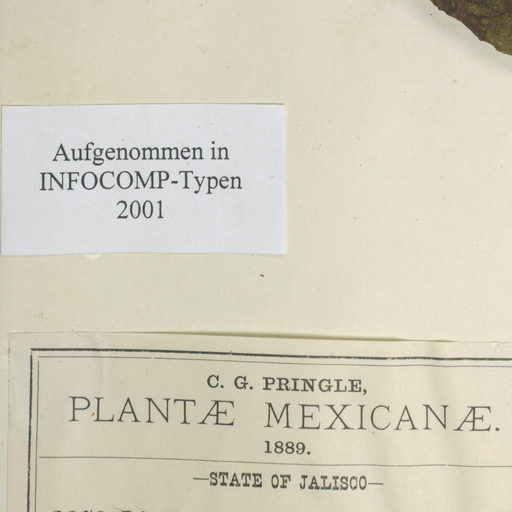 Aufgenommen in
INFOCOMP-Typen
2001
C. G. PRINGLE,
PLANTÆ MEXICANÆ.
1889.
—STATE OF JALISCO—